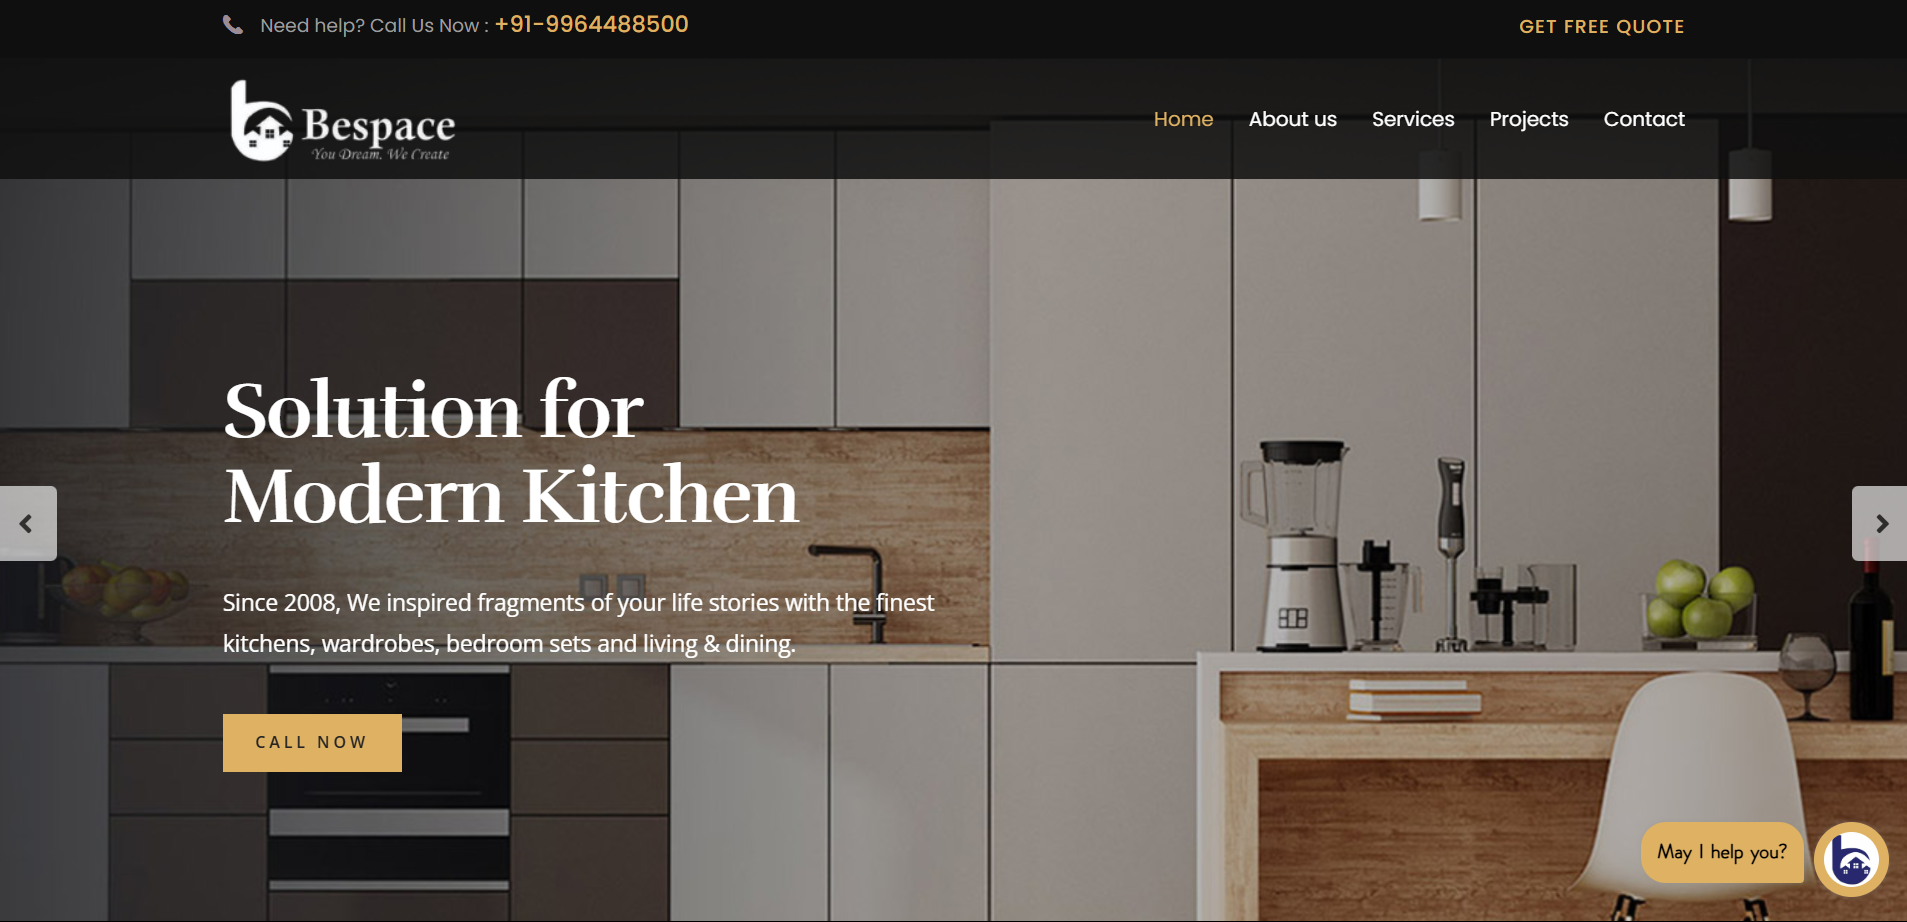 Need help? Call Us Now : +91-9964488500
GET FREE QUOTE
Bespace
You Dream. We Create
Home
About us
Services
Projects
Contact
Solution for
Modern Kitchen
Since 2008, We inspired fragments of your life stories with the finest
kitchens, wardrobes, bedroom sets and living & dining.
CALL NOW
May I help you?